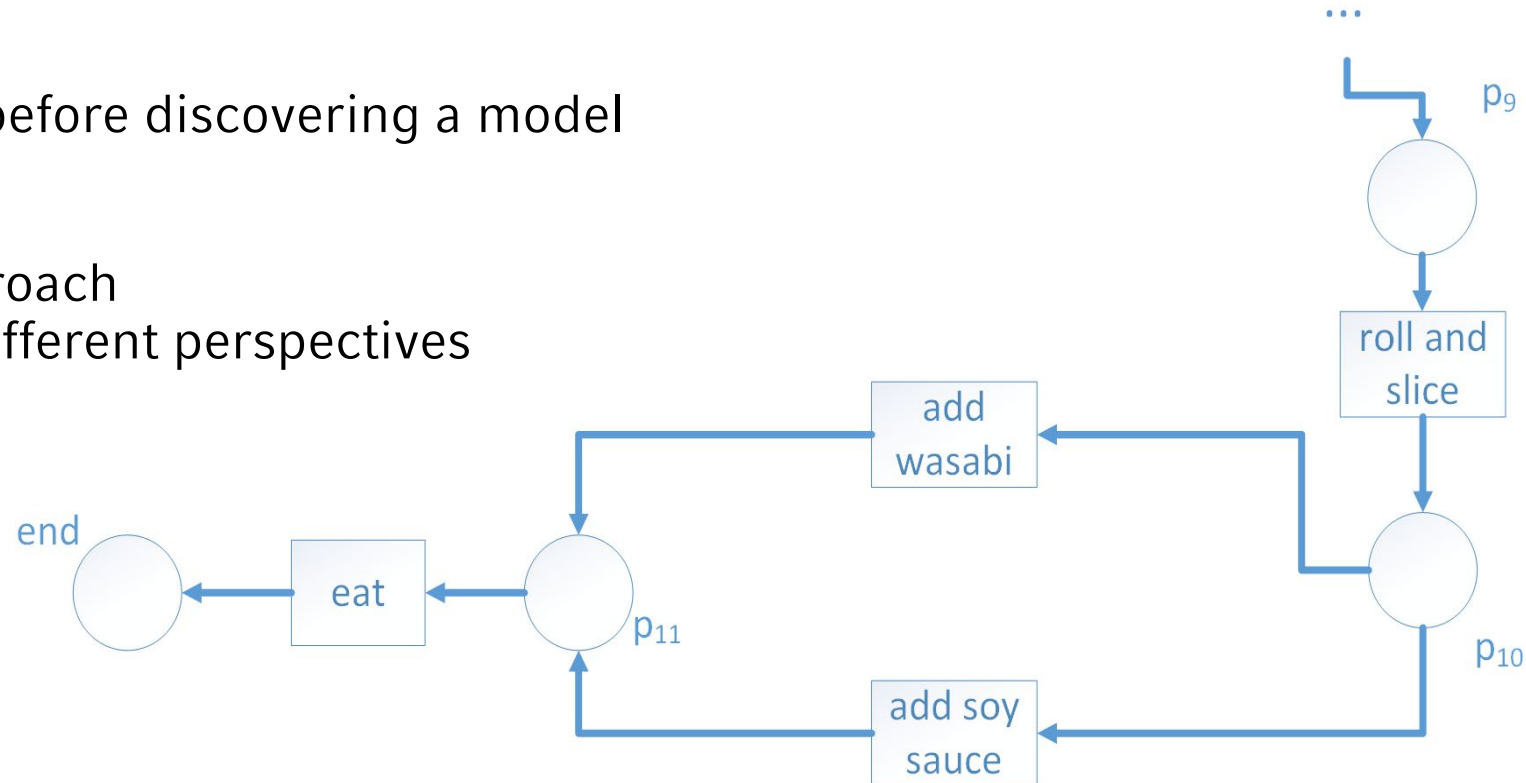 ...
before discovering a model
p₉
roach
fferent perspectives
roll and
slice
add
wasabi
end
eat
p₁₁
p₁₀
add soy
sauce